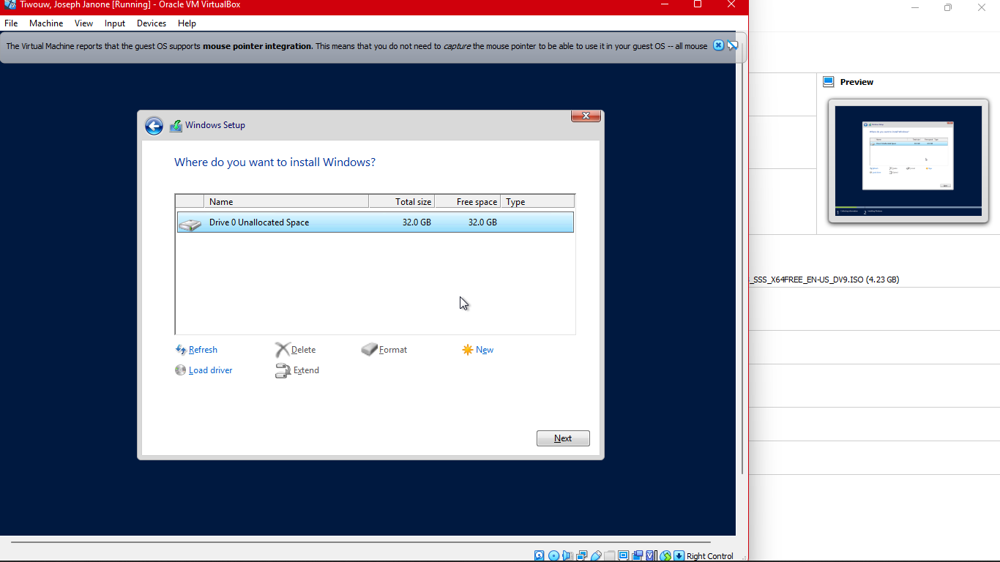 Tiwouw, Joseph Janone [Running] - Oracle VM VirtualBox
File Machine View Input Devices Help
The Virtual Machine reports that the guest OS supports mouse pointer integration. This means that you do not need to capture the mouse pointer to be able to use it in your guest OS -- all mouse
Preview
Windows Setup
Where do you want to install Windows?
Name Total size Free space Type
Drive 0 Unallocated Space 32.0 GB 32.0 GB
_SSS_X64FREE_EN-US_DV9.ISO (4.23 GB)
Refresh Delete Format New
Load driver Extend
Next
Right Control